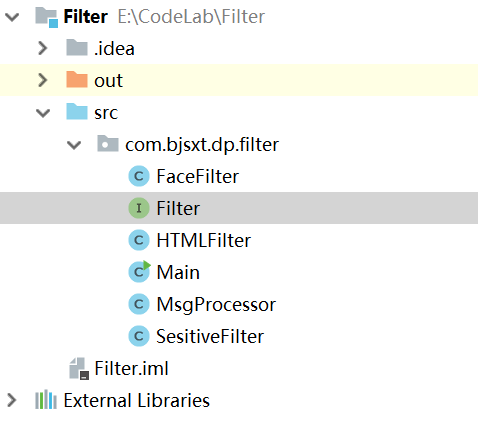 Filter E:\CodeLab\Filter
.idea
out
src
com.bjsxt.dp.filter
C FaceFilter
I Filter
C HTMLFilter
C Main
C MsgProcessor
C SesitiveFilter
Filter.iml
External Libraries